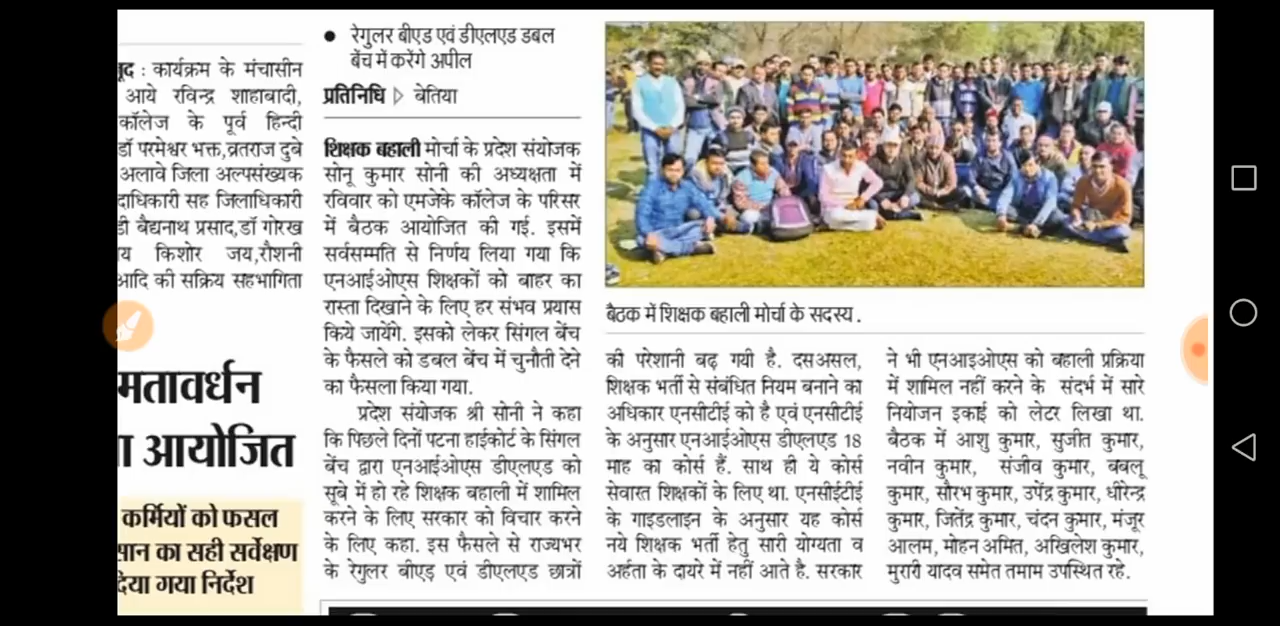 नूद : कार्यक्रम के मंचासीन
आये रविन्द्र शाहाबादी,
कॉलेज के पूर्व हिन्दी
डॉ परमेश्वर भक्त,व्रतराज दुबे
अलावे जिला अल्पसंख्यक
दाधिकारी सह जिलाधिकारी
डी बैद्यनाथ प्रसाद,डॉ गोरख
य किशोर जय,रौशनी
आदि की सक्रिय सहभागिता
मतावर्धन
आयोजित
कर्मियों को फसल
सान का सही सर्वेक्षण
दिया गया निर्देश
● रेगुलर बीएड एवं डीएलएड डबल
बेंच में करेंगे अपील
प्रतिनिधि ▷ बेतिया
शिक्षक बहाली मोर्चा के प्रदेश संयोजक
सोनू कुमार सोनी की अध्यक्षता में
रविवार को एमजेके कॉलेज के परिसर
में बैठक आयोजित की गई. इसमें
सर्वसम्मति से निर्णय लिया गया कि
एनआईओएस शिक्षकों को बाहर का
रास्ता दिखाने के लिए हर संभव प्रयास
किये जायेंगे. इसको लेकर सिंगल बेंच
के फैसले को डबल बेंच में चुनौती देने
का फैसला किया गया.
प्रदेश संयोजक श्री सोनी ने कहा
कि पिछले दिनों पटना हाईकोर्ट के सिंगल
बेंच द्वारा एनआईओएस डीएलएड को
सूबे में हो रहे शिक्षक बहाली में शामिल
करने के लिए सरकार को विचार करने
के लिए कहा. इस फैसले से राज्यभर
के रेगुलर बीएड़ एवं डीएलएड छात्रों
बैठक में शिक्षक बहाली मोर्चा के सदस्य.
की परेशानी बढ़ गयी है. दसअसल,
शिक्षक भर्ती से संबंधित नियम बनाने का
अधिकार एनसीटीई को है एवं एनसीटीई
के अनुसार एनआईओएस डीएलएड 18
माह का कोर्स हैं. साथ ही ये कोर्स
सेवारत शिक्षकों के लिए था. एनसीईटीई
के गाइडलाइन के अनुसार यह कोर्स
नये शिक्षक भर्ती हेतु सारी योग्यता व
अर्हता के दायरे में नहीं आते है. सरकार
ने भी एनआइओएस को बहाली प्रक्रिया
में शामिल नहीं करने के संदर्भ में सारे
नियोजन इकाई को लेटर लिखा था.
बैठक में आशु कुमार, सुजीत कुमार,
नवीन कुमार, संजीव कुमार, बबलू
कुमार, सौरभ कुमार, उपेंद्र कुमार, धीरेन्द्र
कुमार, जितेंद्र कुमार, चंदन कुमार, मंजूर
आलम, मोहन अमित, अखिलेश कुमार,
मुरारी यादव समेत तमाम उपस्थित रहे.